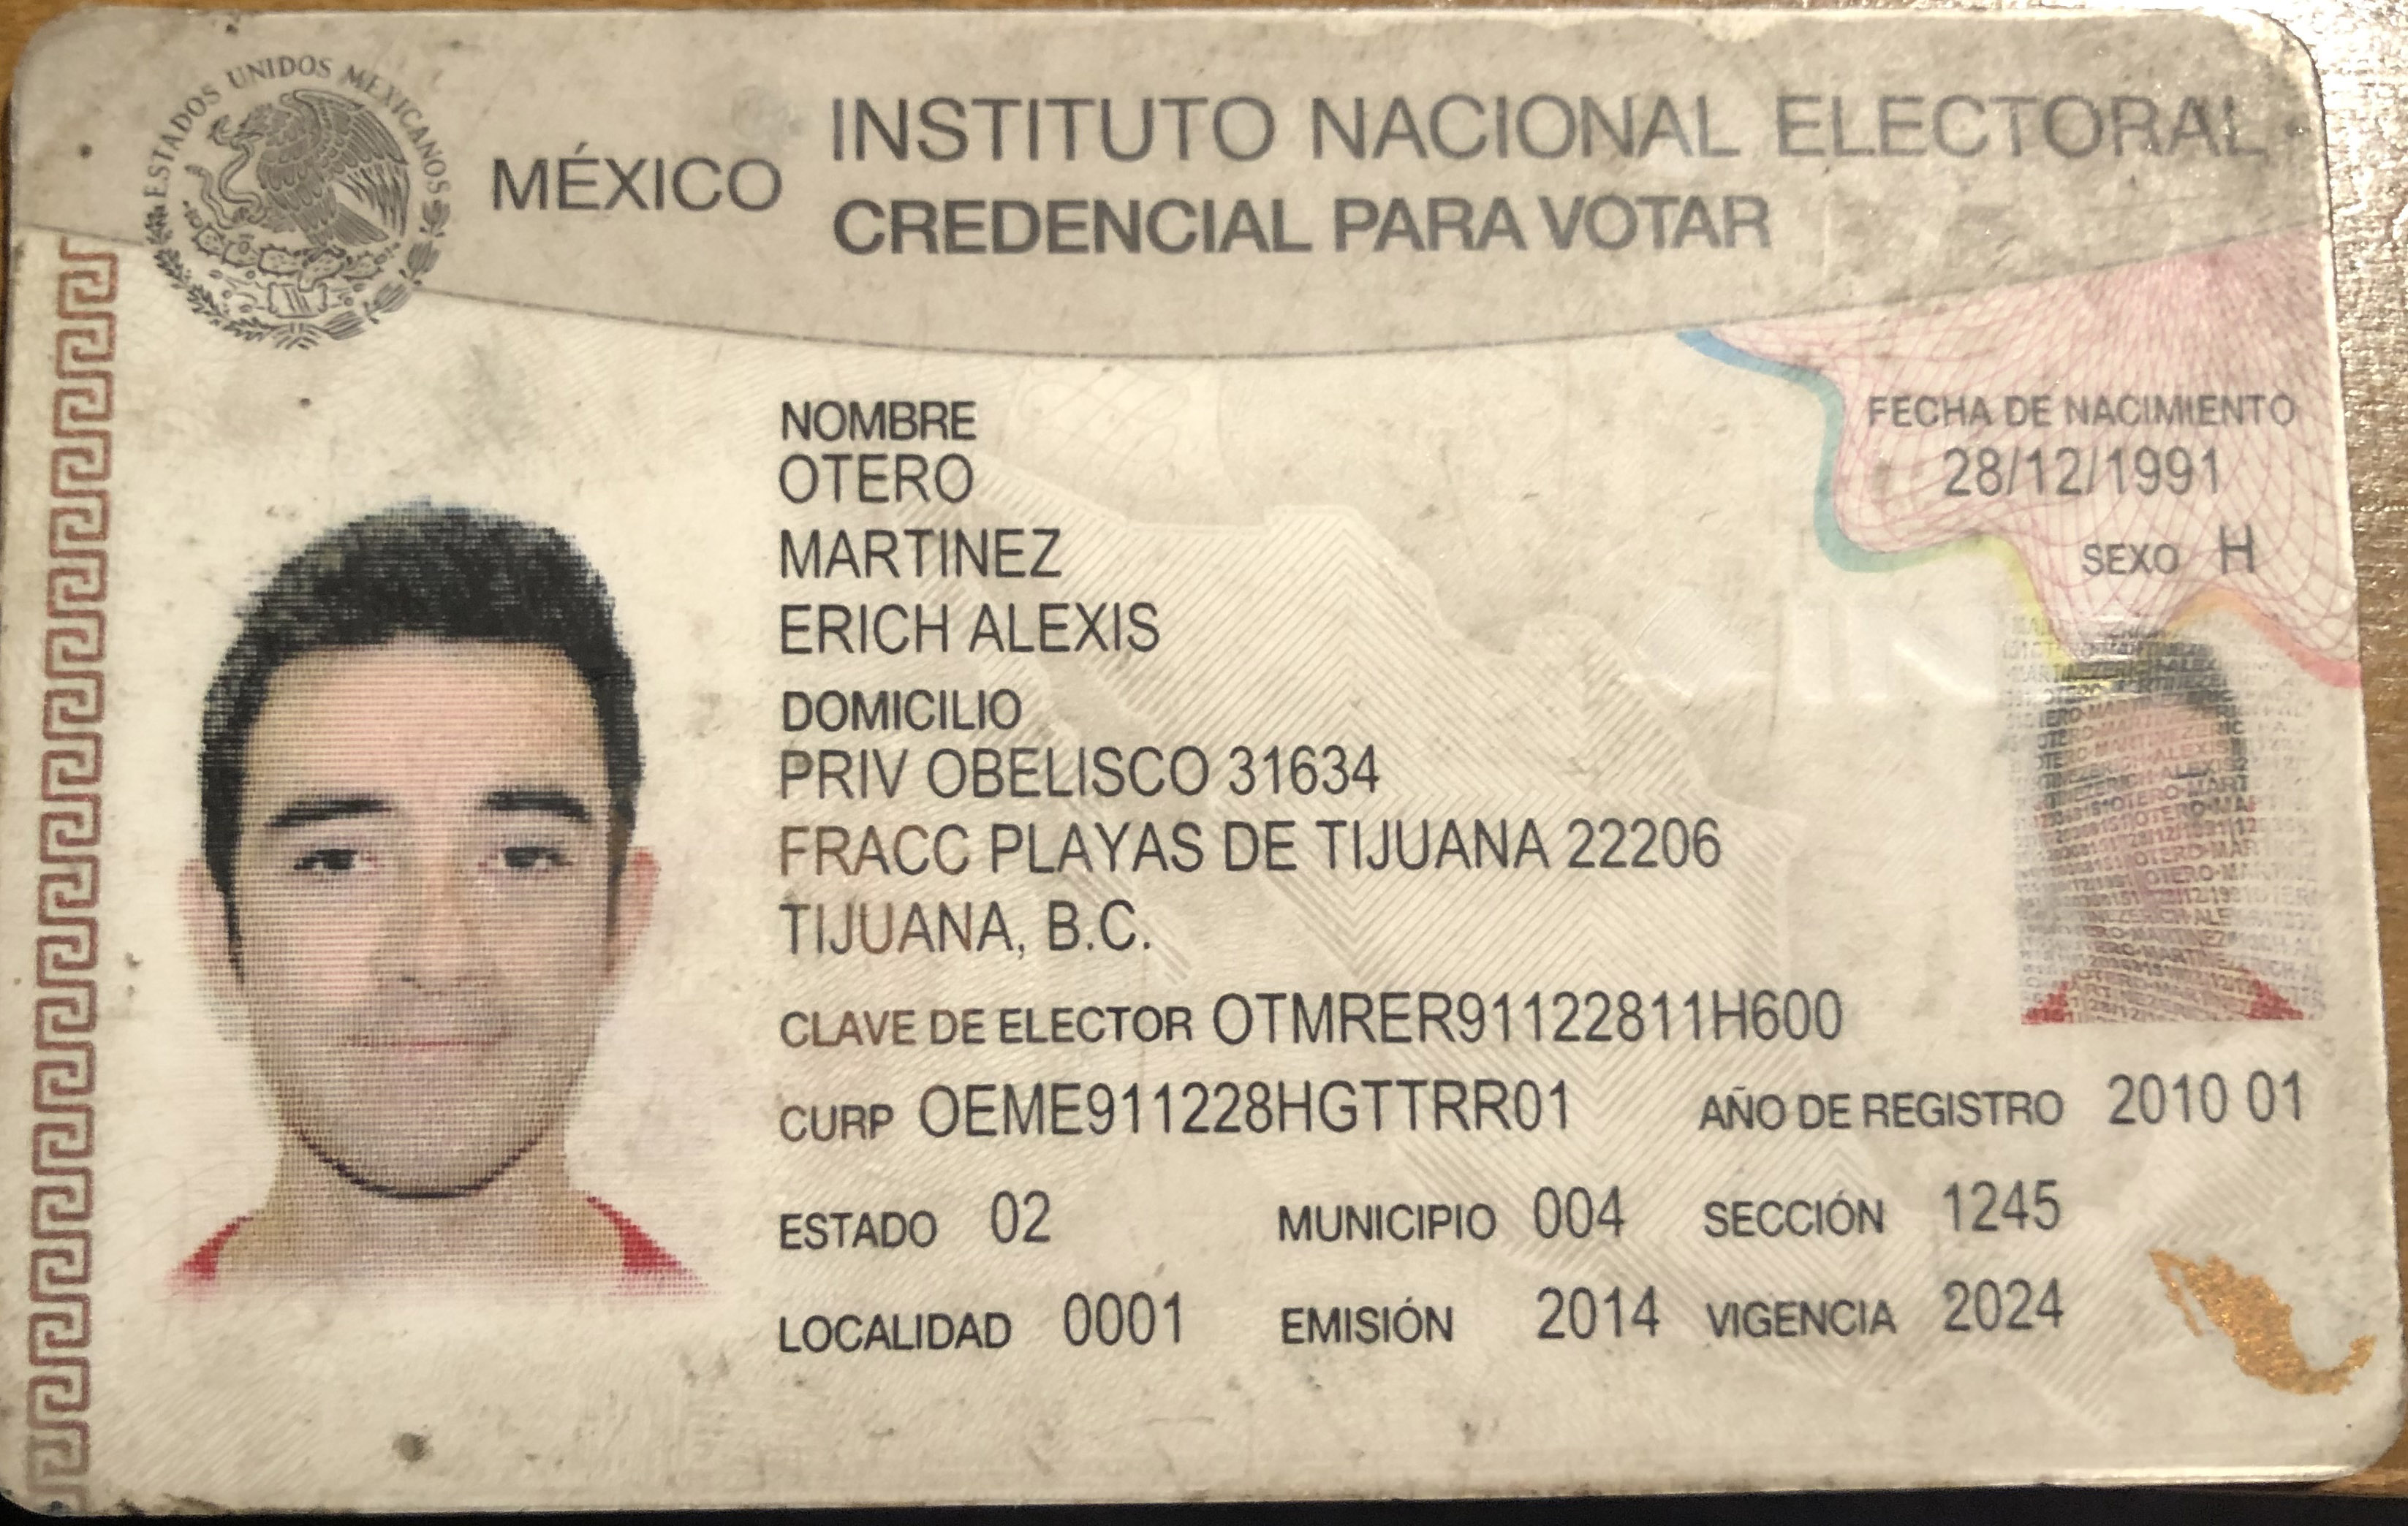 ESTADOS UNIDOS MEXICANOS
MÉXICO
INSTITUTO NACIONAL ELECTORAL
CREDENCIAL PARA VOTAR
NOMBRE
OTERO
MARTINEZ
ERICH ALEXIS
FECHA DE NACIMIENTO
28/12/1991
SEXO H
DOMICILIO
PRIV OBELISCO 31634
FRACC PLAYAS DE TIJUANA 22206
TIJUANA, B.C.
CLAVE DE ELECTOR OTMRER91122811H600
CURP OEME911228HGTTRR01 AÑO DE REGISTRO 2010 01
ESTADO 02 MUNICIPIO 004 SECCIÓN 1245
LOCALIDAD 0001 EMISIÓN 2014 VIGENCIA 2024